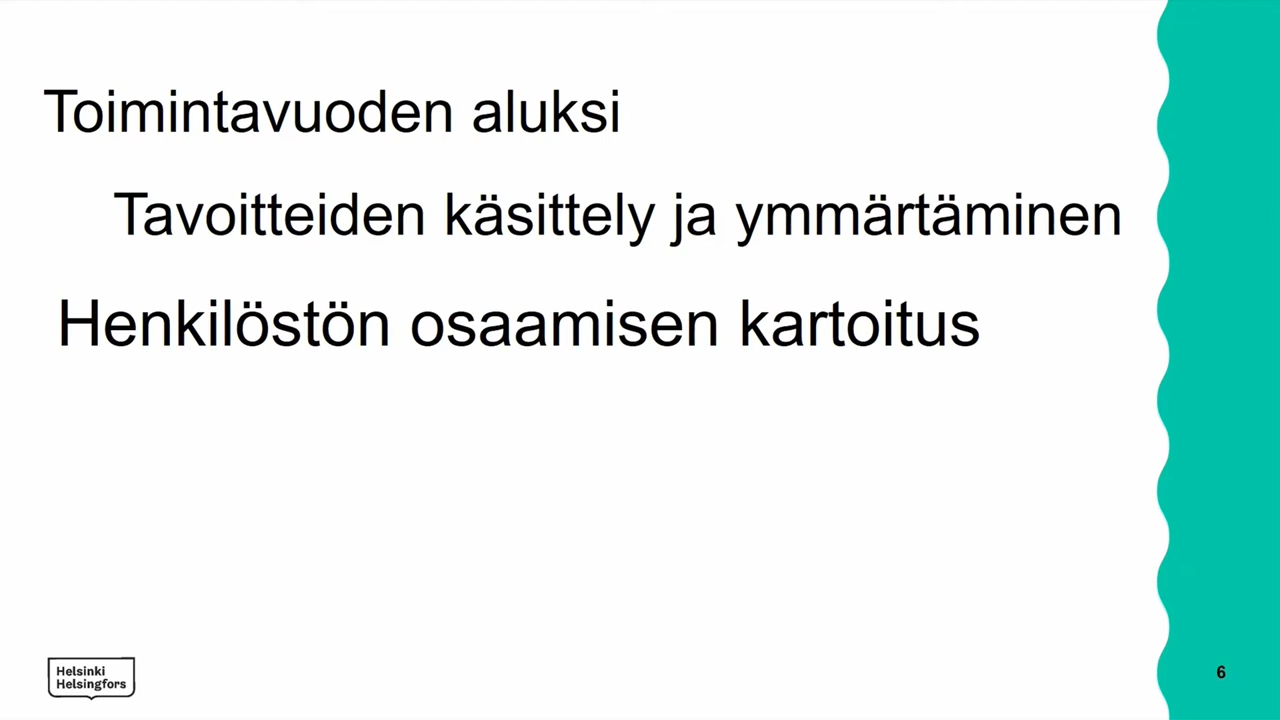 Toimintavuoden aluksi
Tavoitteiden käsittely ja ymmärtäminen
Henkilöstön osaamisen kartoitus
Helsinki
Helsingfors
6